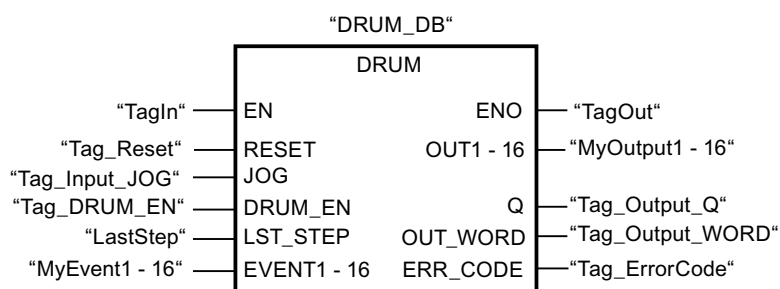 “DRUM_DB“
DRUM
“TagIn“ EN ENO “TagOut“
“Tag_Reset“ RESET OUT1 - 16 “MyOutput1 - 16“
“Tag_Input_JOG“ JOG
“Tag_DRUM_EN“ DRUM_EN Q “Tag_Output_Q“
“LastStep“ LST_STEP OUT_WORD “Tag_Output_WORD“
“MyEvent1 - 16“ EVENT1 - 16 ERR_CODE “Tag_ErrorCode“